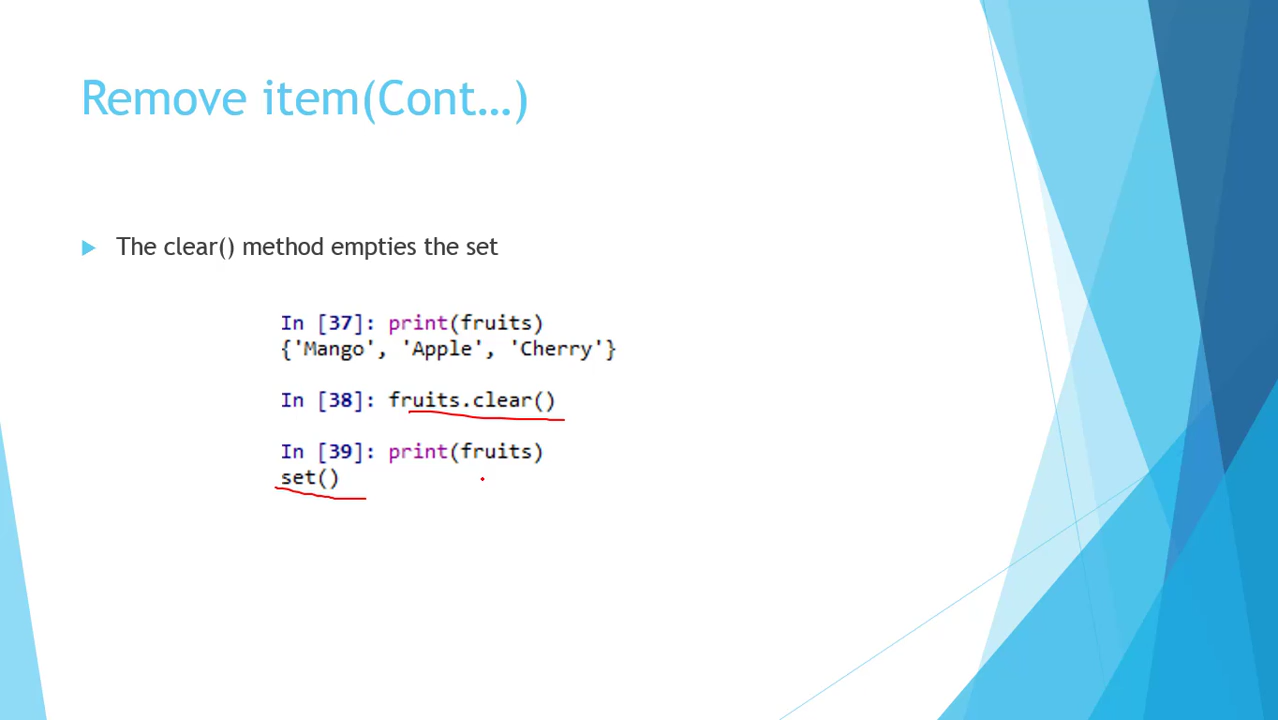 Remove item(Cont…)
The clear() method empties the set
In [37]: print(fruits)
{'Mango', 'Apple', 'Cherry'}
In [38]: fruits.clear()
In [39]: print(fruits)
set()